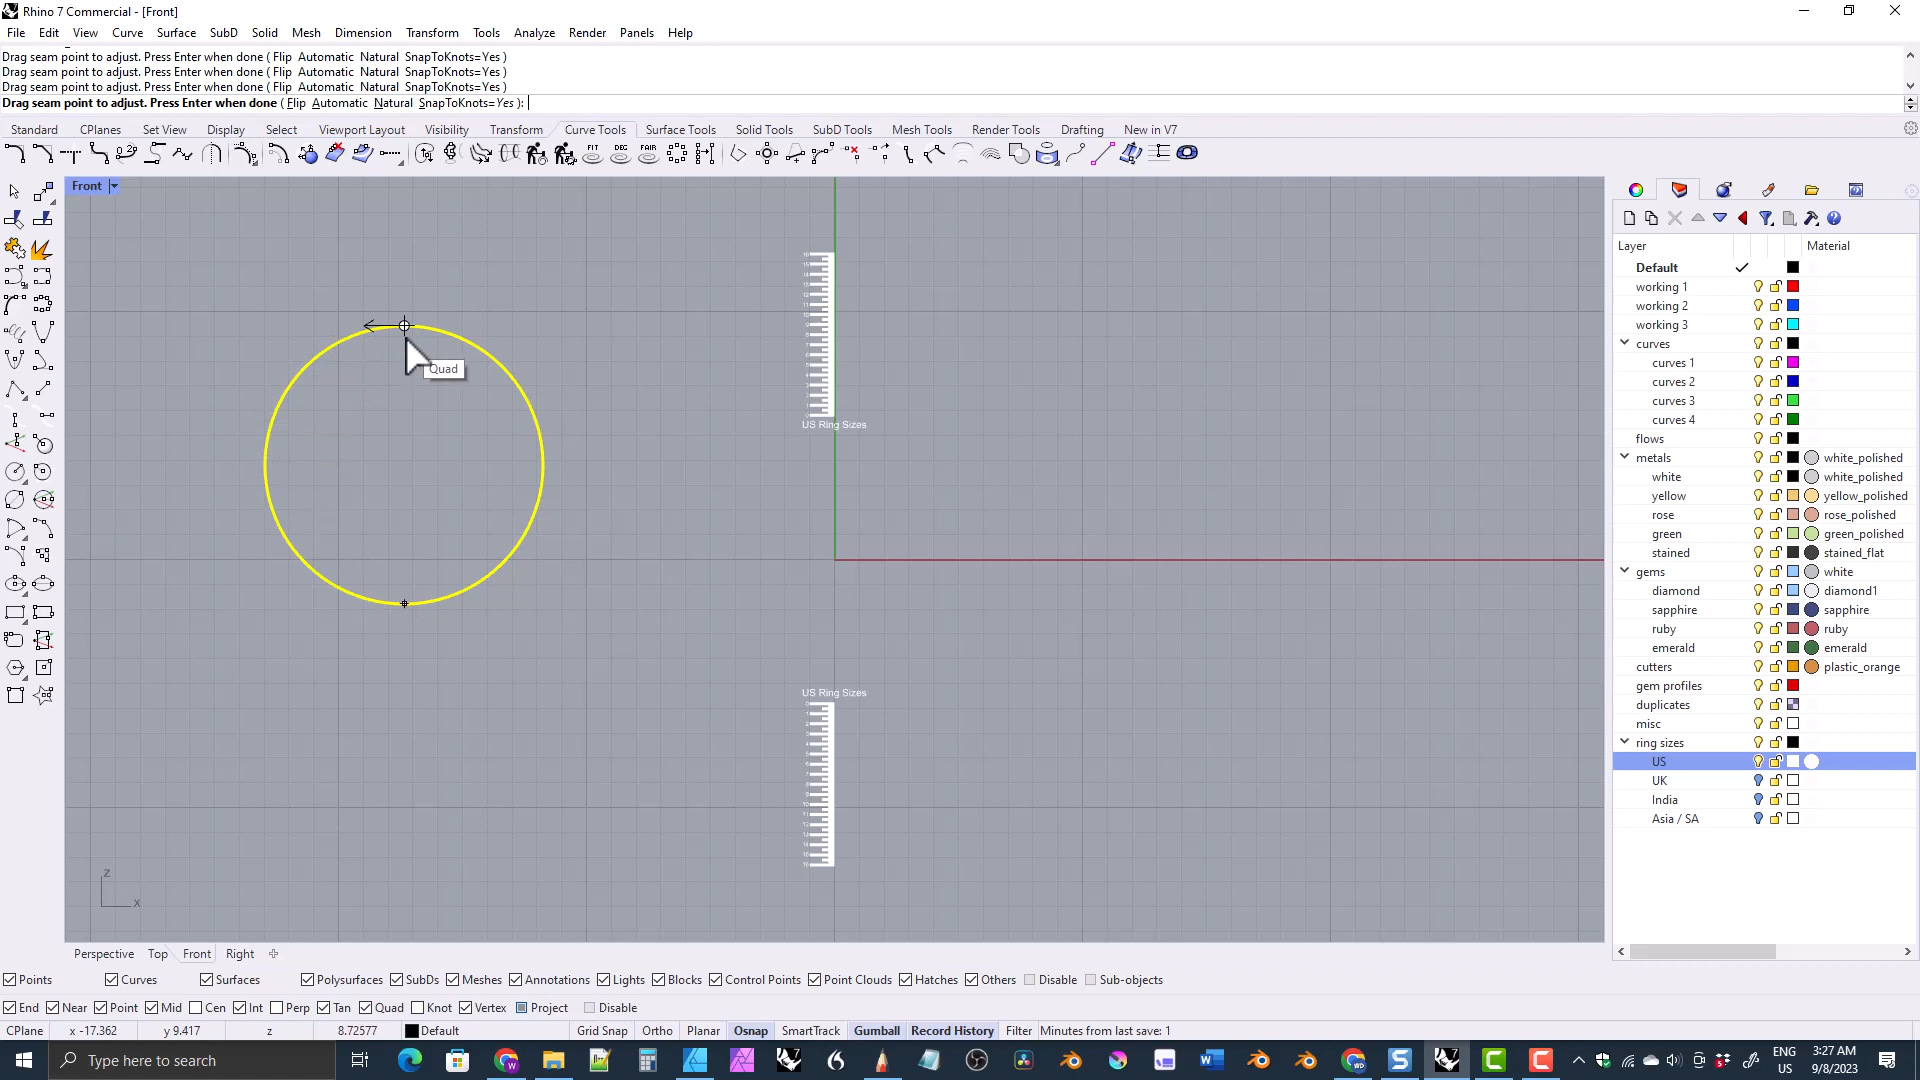 Rhino 7 Commercial - [Front]
File Edit View Curve Surface SubD Solid Mesh Dimension Transform Tools Analyze Render Panels Help
Drag seam point to adjust. Press Enter when done ( Flip Automatic Natural SnapToKnots=Yes )
Drag seam point to adjust. Press Enter when done ( Flip Automatic Natural SnapToKnots=Yes )
Drag seam point to adjust. Press Enter when done ( Flip Automatic Natural SnapToKnots=Yes )
Drag seam point to adjust. Press Enter when done ( Flip Automatic Natural SnapToKnots=Yes ):
Standard CPlanes Set View Display Select Viewport Layout Visibility Transform Curve Tools Surface Tools Solid Tools SubD Tools Mesh Tools Render Tools Drafting New in V7
Front
Layer Material
Default
working 1
working 2
working 3
curves
curves 1
curves 2
curves 3
curves 4
flows
metals white_polished
white white_polished
yellow yellow_polished
rose rose_polished
green green_polished
stained stained_flat
gems white
diamond diamond1
sapphire sapphire
ruby ruby
emerald emerald
cutters plastic_orange
gem profiles
duplicates
misc
ring sizes
US
UK
India
Asia / SA
Quad
US Ring Sizes
US Ring Sizes
z
x
Perspective Top Front Right
Points Curves Surfaces Polysurfaces SubDs Meshes Annotations Lights Blocks Control Points Point Clouds Hatches Others Disable Sub-objects
End Near Point Mid Cen Int Perp Tan Quad Knot Vertex Project Disable
CPlane x -17.362 y 9.417 z 8.72577 Default Grid Snap Ortho Planar Osnap SmartTrack Gumball Record History Filter Minutes from last save: 1
Type here to search
ENG
US
3:27 AM
9/8/2023